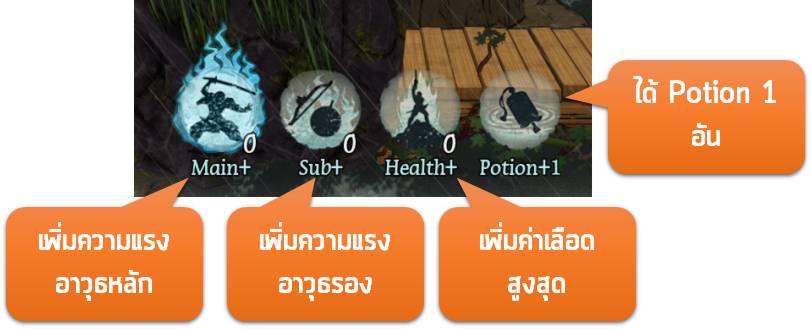 ได้ Potion 1
อัน
0 0 0
Main+ Sub+ Health+ Potion+1
เพิ่มความแรง
อาวุธหลัก
เพิ่มความแรง
อาวุธรอง
เพิ่มค่าเลือด
สูงสุด